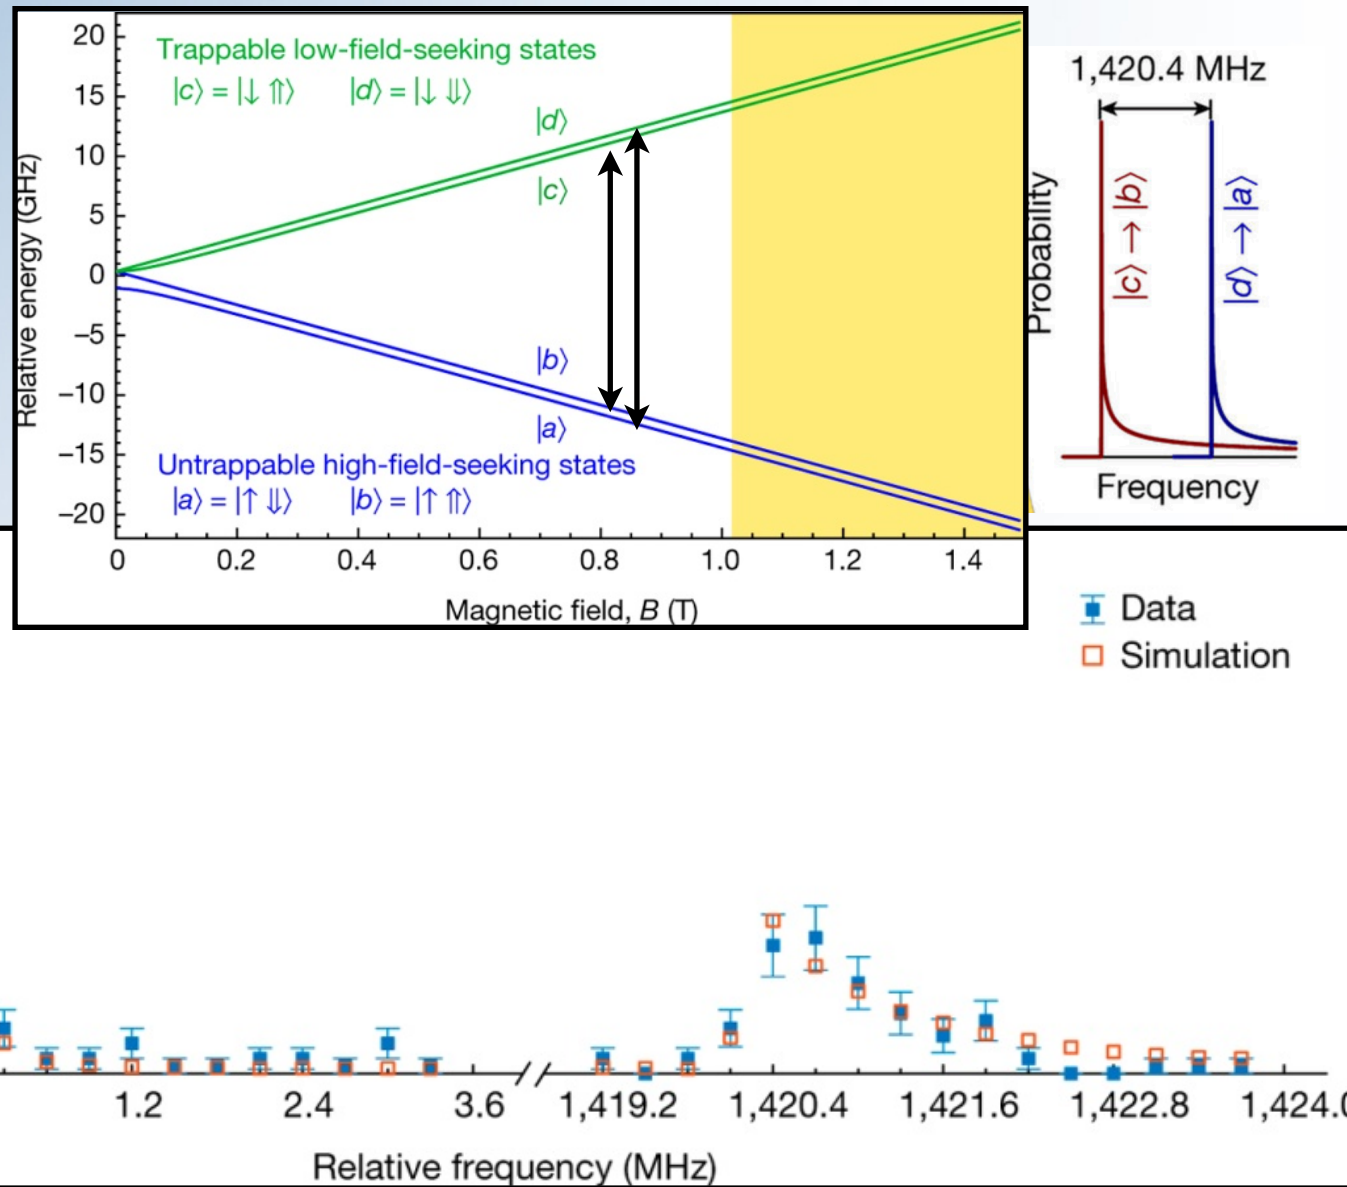 20
15
10
5
0
−5
−10
−15
−20
Relative energy (GHz)
Trappable low-field-seeking states
|c⟩ = |↓ ⇑⟩ |d⟩ = |↓ ⇓⟩
|d⟩
|c⟩
|b⟩
|a⟩
Untrappable high-field-seeking states
|a⟩ = |↑ ⇓⟩ |b⟩ = |↑ ⇑⟩
0 0.2 0.4 0.6 0.8 1.0 1.2 1.4
Magnetic field, B (T)
1,420.4 MHz
Probability
|c⟩ → |b⟩
|d⟩ → |a⟩
Frequency
Data
Simulation
1.2 2.4 3.6 1,419.2 1,420.4 1,421.6 1,422.8 1,424.0
Relative frequency (MHz)